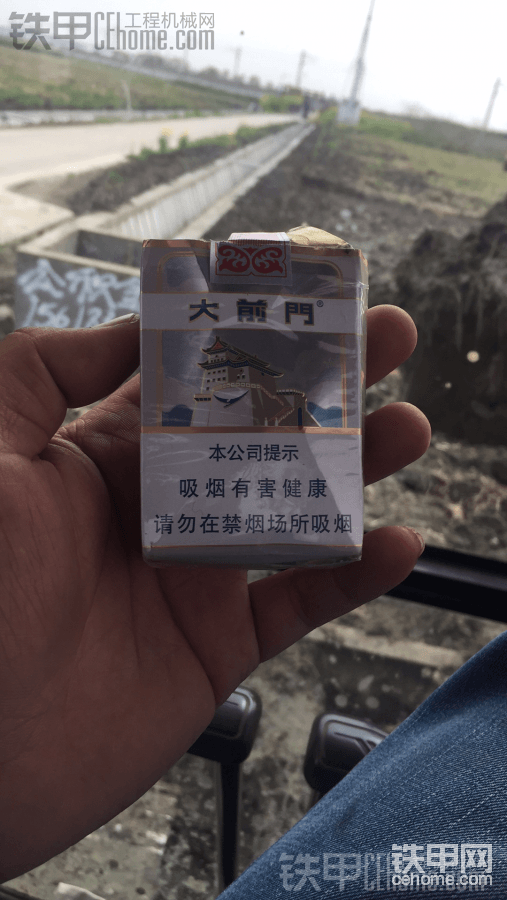 铁甲 CEhome.com 工程机械网
大前門®
本公司提示
吸烟有害健康
请勿在禁烟场所吸烟
铁甲网
cehome.com